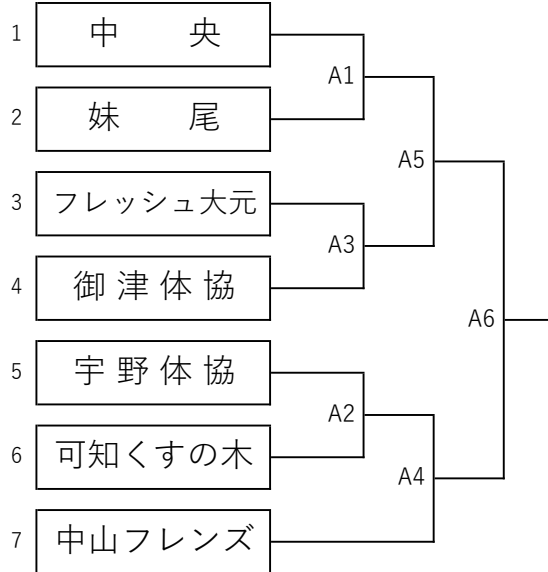 1 中 央
A1
2 妹 尾
A5
3 フレッシュ大元
A3
4 御 津 体 協
A6
5 宇 野 体 協
A2
6 可知くすの木
A4
7 中山フレンズ